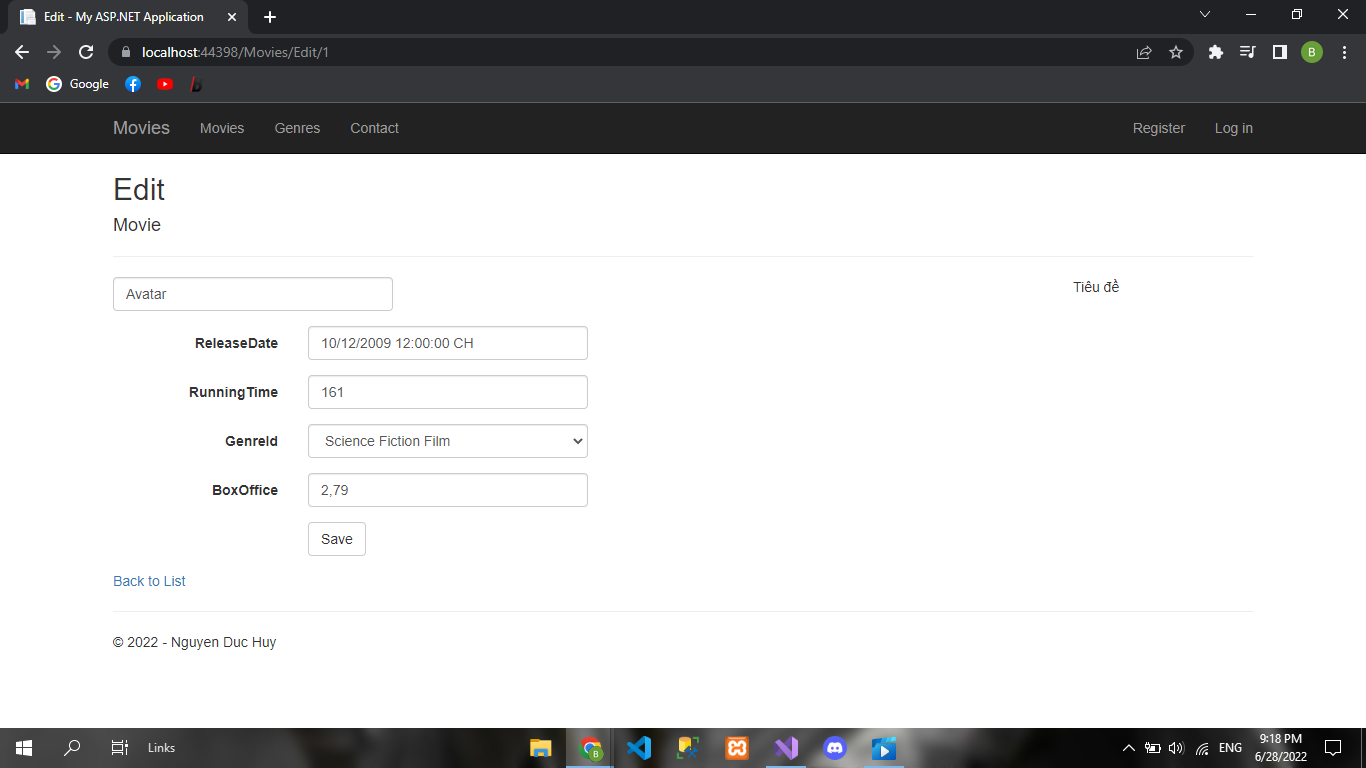 Edit - My ASP.NET Application
localhost:44398/Movies/Edit/1
B
Google
Movies Movies Genres Contact Register Log in
Edit
Movie
Avatar Tiêu đề
ReleaseDate 10/12/2009 12:00:00 CH
RunningTime 161
GenreId Science Fiction Film
BoxOffice 2,79
Save
Back to List
© 2022 - Nguyen Duc Huy
Links
ENG
9:18 PM
6/28/2022